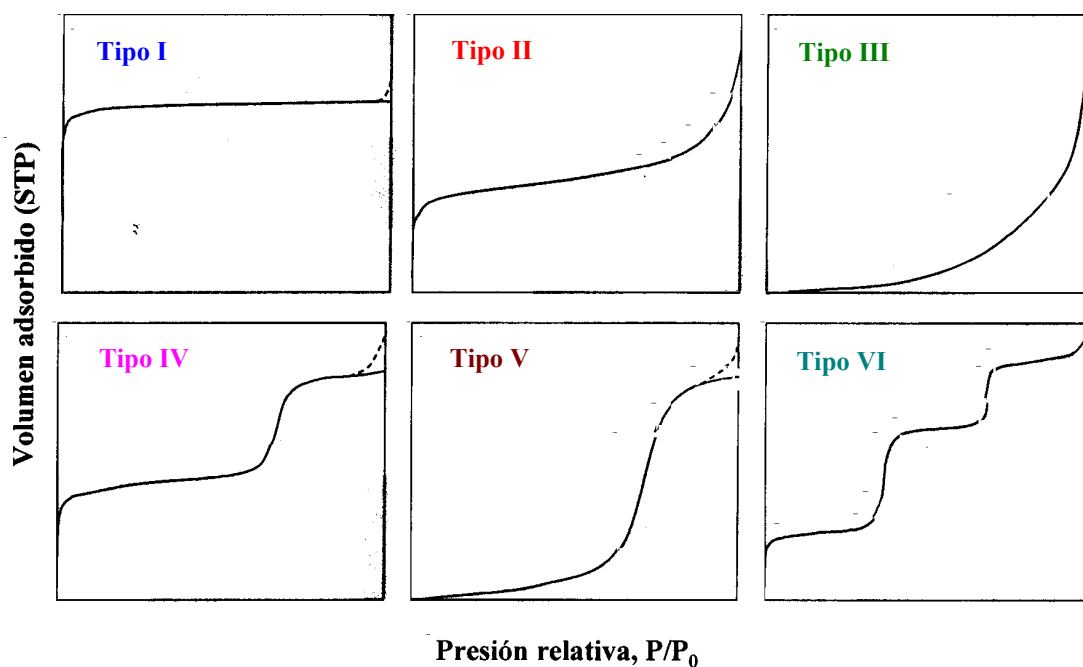 Tipo I
Tipo II
Tipo III
Volumen adsorbido (STP)
Tipo IV
Tipo V
Tipo VI
Presión relativa, P/P0